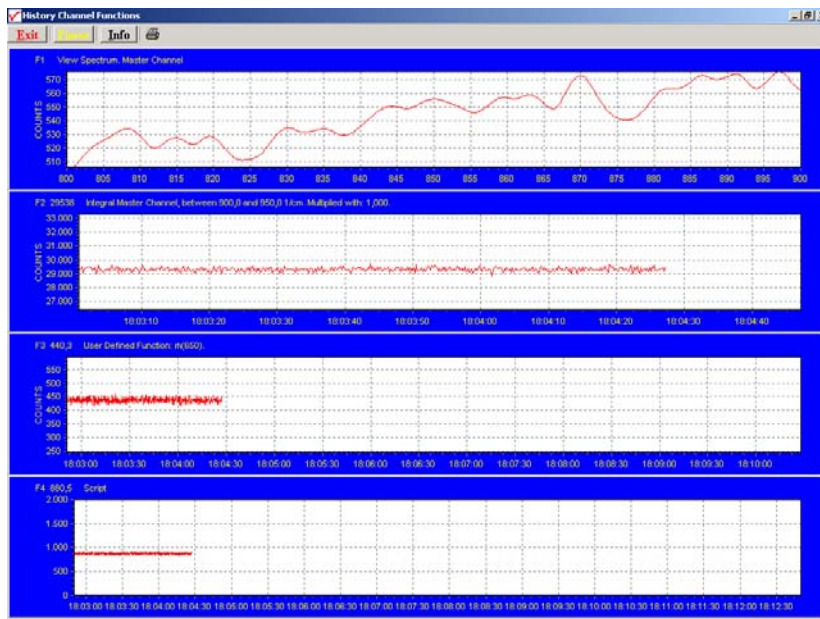 History Channel Functions
Exit Pause Info
F1 View Spectrum. Master Channel
COUNTS
570
560
550
540
530
520
510
800 805 810 815 820 825 830 835 840 845 850 855 860 865 870 875 880 885 890 895 900
F2 29538 Integral Master Channel, between 900,0 and 950,0 1/cm. Multiplied with: 1,000.
COUNTS
33.000
32.000
31.000
30.000
29.000
28.000
27.000
18:03:10 18:03:20 18:03:30 18:03:40 18:03:50 18:04:00 18:04:10 18:04:20 18:04:30 18:04:40
F3 440,3 User Defined Function: m(650).
COUNTS
550
500
450
400
350
300
250
18:03:00 18:03:30 18:04:00 18:04:30 18:05:00 18:05:30 18:06:00 18:06:30 18:07:00 18:07:30 18:08:00 18:08:30 18:09:00 18:09:30 18:10:00
F4 880,5 Script
2.000
1.500
1.000
500
0
18:03:00 18:03:30 18:04:00 18:04:30 18:05:00 18:05:30 18:06:00 18:06:30 18:07:00 18:07:30 18:08:00 18:08:30 18:09:00 18:09:30 18:10:00 18:10:30 18:11:00 18:11:30 18:12:00 18:12:30